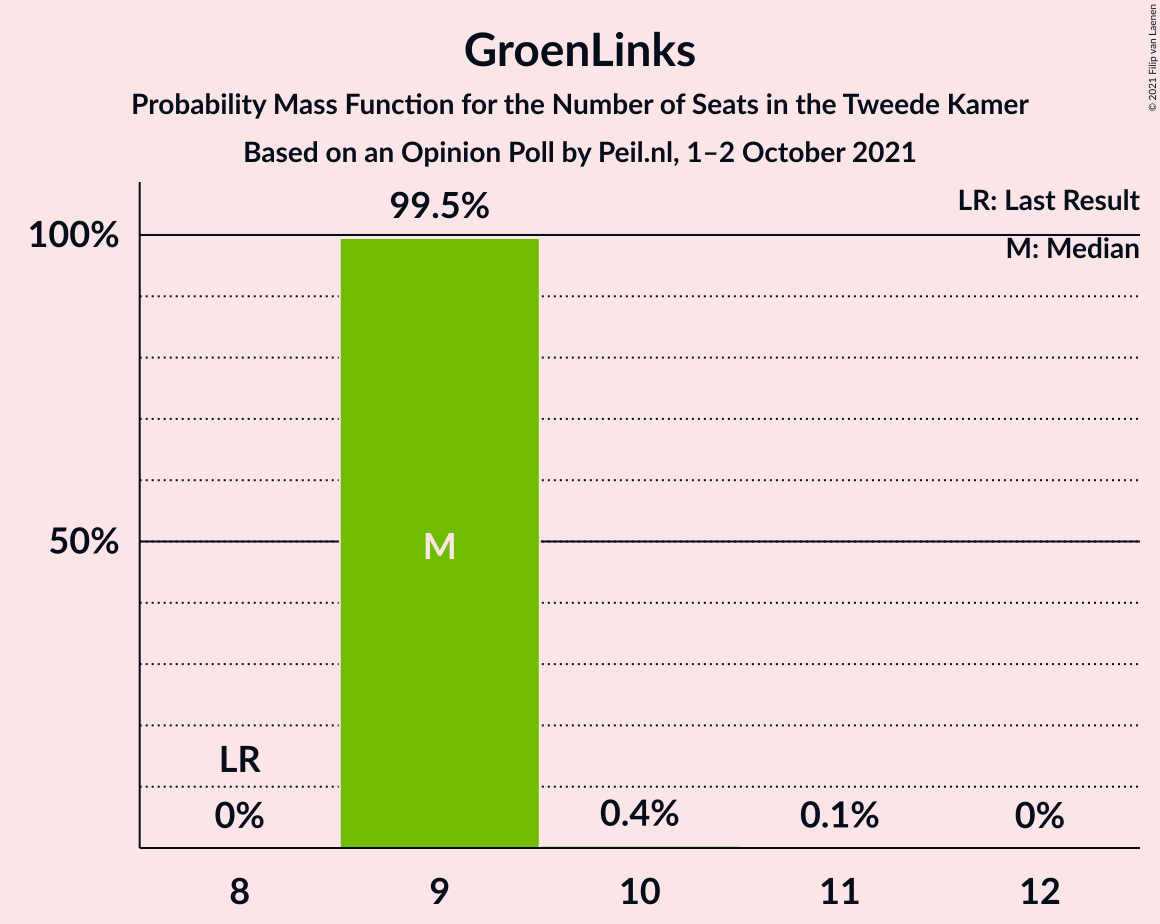 GroenLinks
Probability Mass Function for the Number of Seats in the Tweede Kamer
Based on an Opinion Poll by Peil.nl, 1–2 October 2021
© 2021 Filip van Laenen
LR: Last Result
M: Median
100%
50%
99.5%
M
LR
0%
0.4%
0.1%
0%
8 9 10 11 12